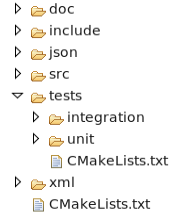 doc
include
json
src
tests
integration
unit
CMakeLists.txt
xml
CMakeLists.txt